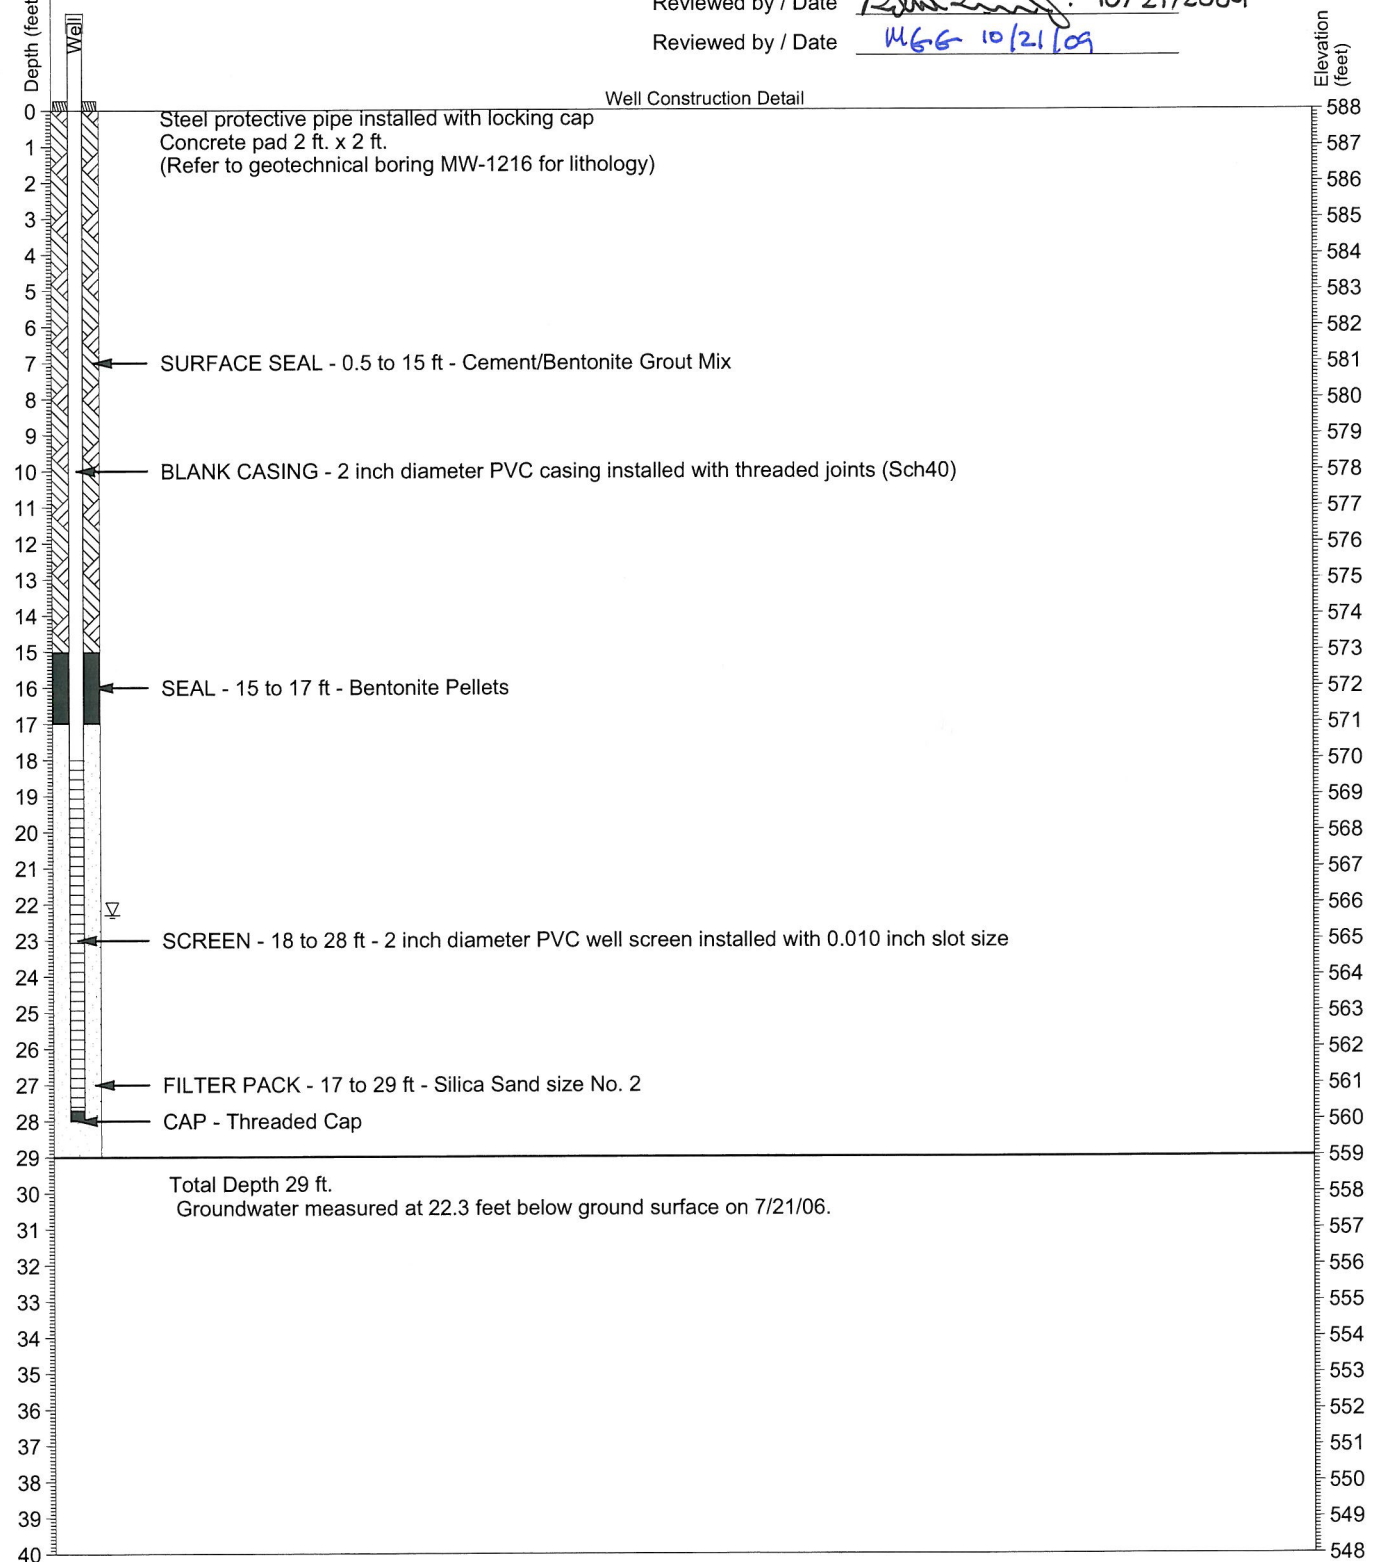 Reviewed by / Date 10/21/2009
Reviewed by / Date MGG 10/21/09
Depth (feet
Well
Elevation (feet)
Well Construction Detail
0 588
Steel protective pipe installed with locking cap
Concrete pad 2 ft. x 2 ft.
1 587
(Refer to geotechnical boring MW-1216 for lithology)
2 586
3 585
4 584
5 583
6 582
7 SURFACE SEAL - 0.5 to 15 ft - Cement/Bentonite Grout Mix 581
8 580
9 579
10 BLANK CASING - 2 inch diameter PVC casing installed with threaded joints (Sch40) 578
11 577
12 576
13 575
14 574
15 573
16 SEAL - 15 to 17 ft - Bentonite Pellets 572
17 571
18 570
19 569
20 568
21 567
22 566
23 SCREEN - 18 to 28 ft - 2 inch diameter PVC well screen installed with 0.010 inch slot size 565
24 564
25 563
26 562
27 FILTER PACK - 17 to 29 ft - Silica Sand size No. 2 561
28 CAP - Threaded Cap 560
29 559
Total Depth 29 ft.
30 558
Groundwater measured at 22.3 feet below ground surface on 7/21/06.
31 557
32 556
33 555
34 554
35 553
36 552
37 551
38 550
39 549
40 548